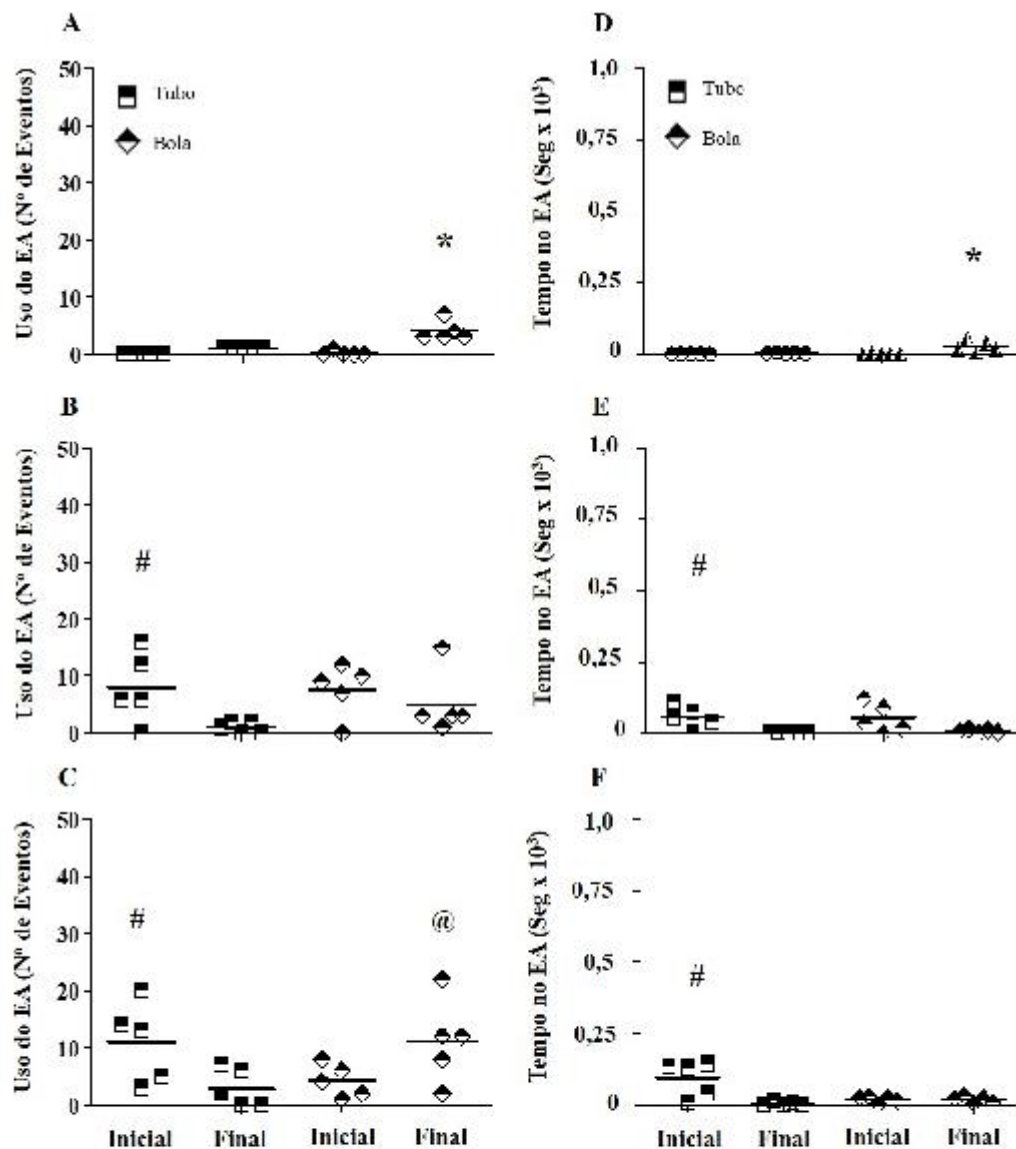 A
Uso do EA (Nº de Eventos)
50
40
30
20
10
0
Tubo
Bola
*
D
Tempo no EA (Seg x 10³)
1,0
0,75
0,5
0,25
0
Tubo
Bola
*
B
Uso do EA (Nº de Eventos)
50
40
30
20
10
0
#
E
Tempo no EA (Seg x 10³)
1,0
0,75
0,5
0,25
0
#
C
Uso do EA (Nº de Eventos)
50
40
30
20
10
0
#
@
Inicial Final Inicial Final
F
Tempo no EA (Seg x 10³)
1,0
0,75
0,5
0,25
0
#
Inicial Final Inicial Final